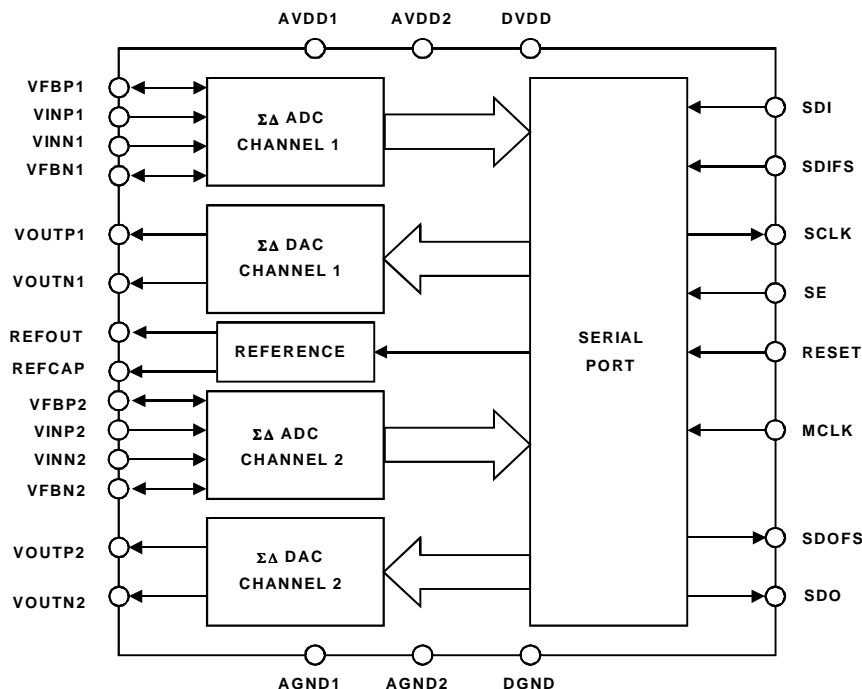 AVDD1 AVDD2 DVDD
VFBP1
VINP1
VINN1
VFBN1
ΣΔ ADC
CHANNEL 1
VOUTP1
VOUTN1
ΣΔ DAC
CHANNEL 1
REFOUT
REFCAP
REFERENCE
VFBP2
VINP2
VINN2
VFBN2
ΣΔ ADC
CHANNEL 2
VOUTP2
VOUTN2
ΣΔ DAC
CHANNEL 2
SERIAL
PORT
SDI
SDIFS
SCLK
SE
RESET
MCLK
SDOFS
SDO
AGND1 AGND2 DGND